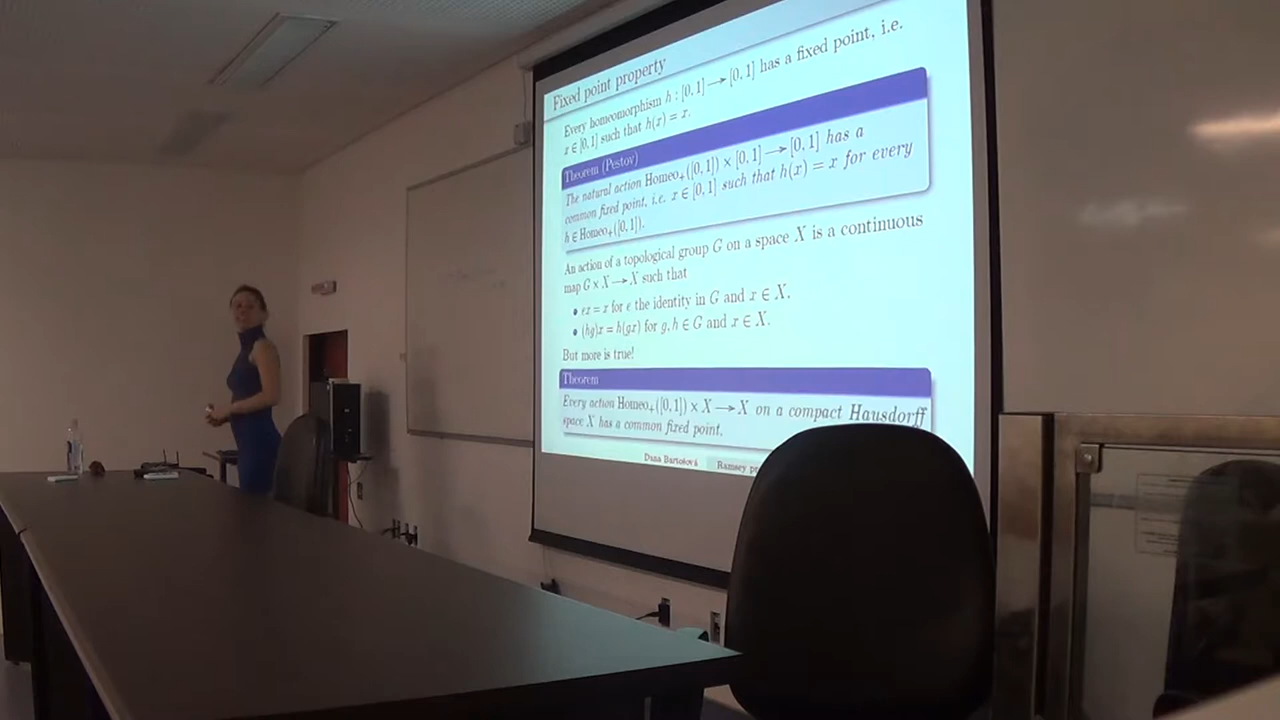 Fixed point property
Every homeomorphism h : [0, 1] → [0, 1] has a fixed point, i.e.
x ∈ [0, 1] such that h(x) = x.
Theorem (Pestov)
The natural action Homeo₊([0, 1]) × [0, 1] → [0, 1] has a
common fixed point, i.e. x ∈ [0, 1] such that h(x) = x for every
h ∈ Homeo₊([0, 1]).
An action of a topological group G on a space X is a continuous
map G × X → X such that
• ex = x for e the identity in G and x ∈ X.
• (hg)x = h(gx) for g, h ∈ G and x ∈ X.
But more is true!
Theorem
Every action Homeo₊([0, 1]) × X → X on a compact Hausdorff
space X has a common fixed point.
Dana Bartošová Ramsey